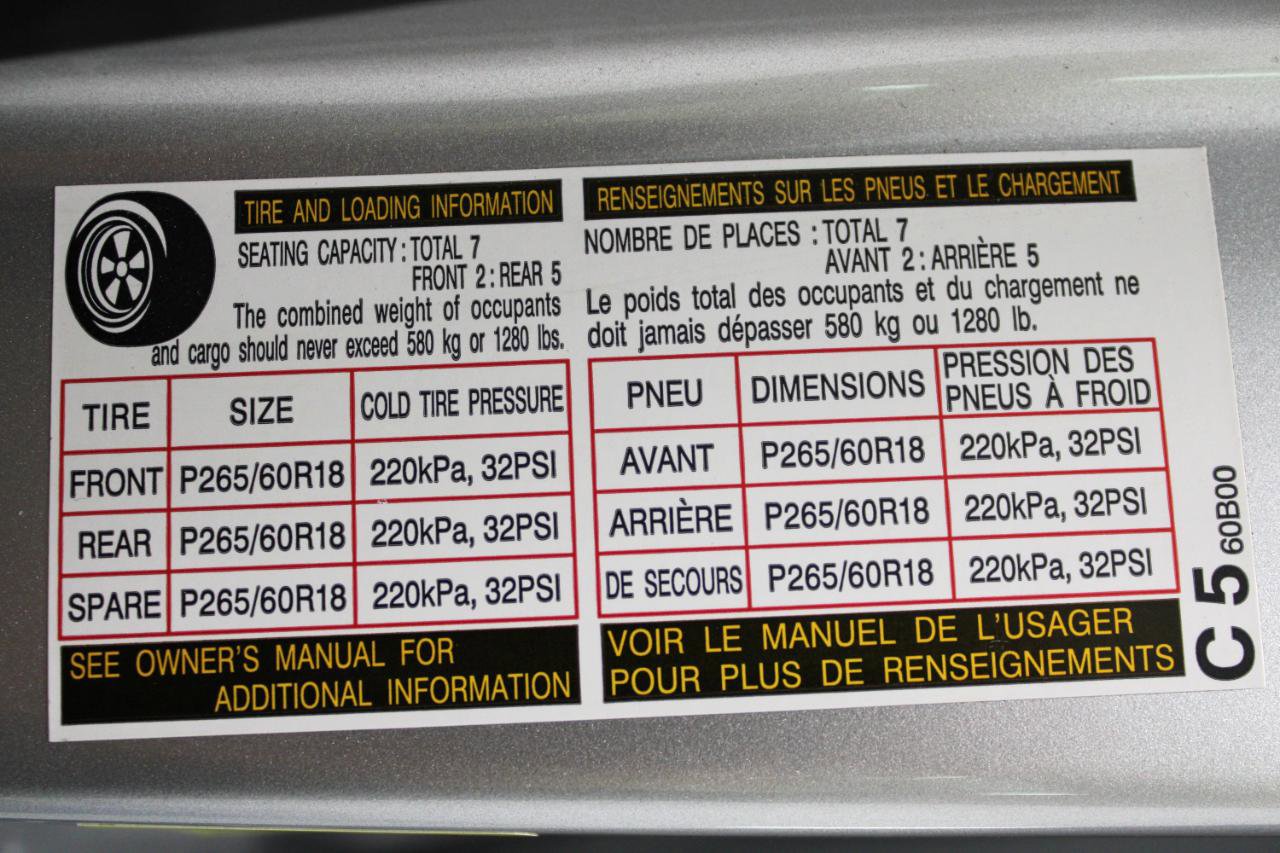 TIRE AND LOADING INFORMATION
SEATING CAPACITY : TOTAL 7
FRONT 2 : REAR 5
The combined weight of occupants
and cargo should never exceed 580 kg or 1280 lbs.
TIRE SIZE COLD TIRE PRESSURE
FRONT P265/60R18 220kPa, 32PSI
REAR P265/60R18 220kPa, 32PSI
SPARE P265/60R18 220kPa, 32PSI
SEE OWNER'S MANUAL FOR
ADDITIONAL INFORMATION
RENSEIGNEMENTS SUR LES PNEUS ET LE CHARGEMENT
NOMBRE DE PLACES : TOTAL 7
AVANT 2 : ARRIÈRE 5
Le poids total des occupants et du chargement ne
doit jamais dépasser 580 kg ou 1280 lb.
PNEU DIMENSIONS PRESSION DES
PNEUS À FROID
AVANT P265/60R18 220kPa, 32PSI
ARRIÈRE P265/60R18 220kPa, 32PSI
DE SECOURS P265/60R18 220kPa, 32PSI
VOIR LE MANUEL DE L'USAGER
POUR PLUS DE RENSEIGNEMENTS
C 5 60B00